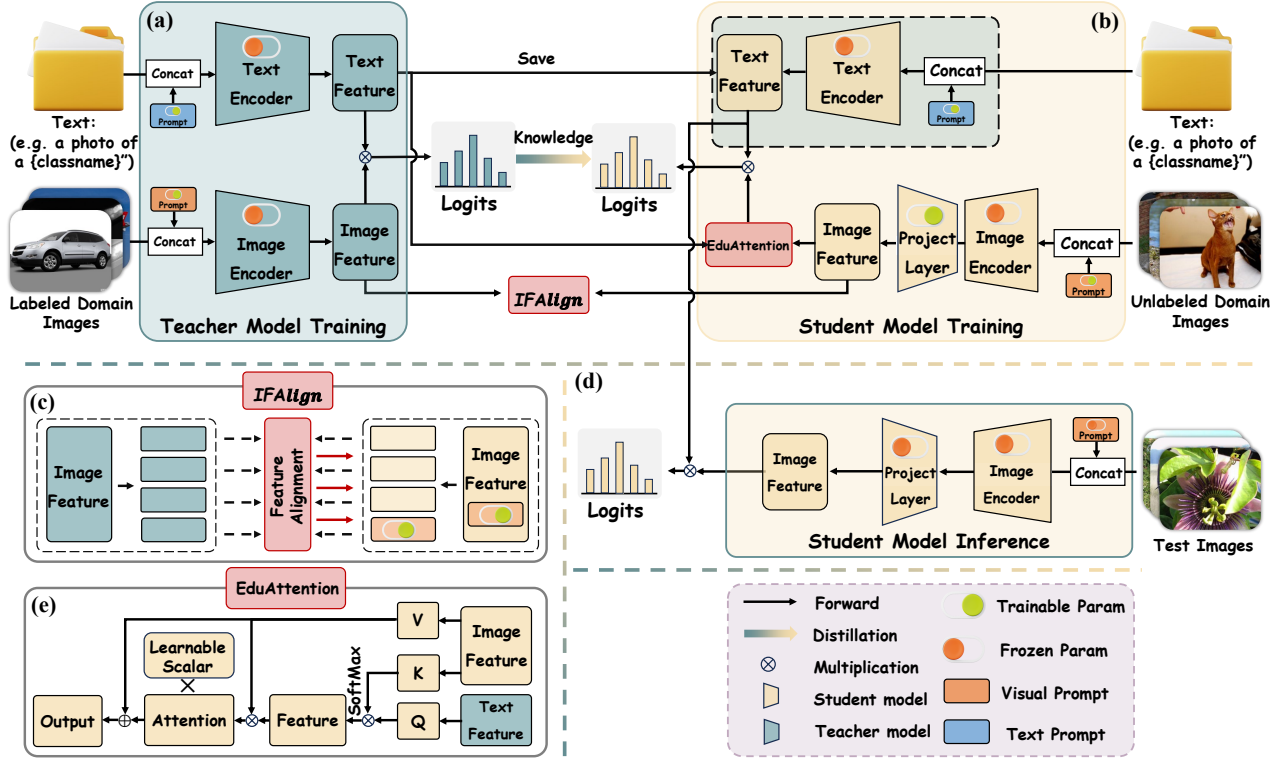 (a)
Text:
(e.g. a photo of
a {classname}”)
Concat
Prompt
Text
Encoder
Text
Feature
Labeled Domain
Images
Prompt
Concat
Image
Encoder
Image
Feature
Teacher Model Training
Save
Logits
Knowledge
Logits
IFAlign
(b)
Text
Feature
Text
Encoder
Concat
Prompt
Text:
(e.g. a photo of
a {classname}”)
EduAttention
Image
Feature
Project
Layer
Image
Encoder
Concat
Prompt
Unlabeled Domain
Images
Student Model Training
(c)
IFAlign
Image
Feature
Feature
Alignment
Image
Feature
(d)
Logits
Image
Feature
Project
Layer
Image
Encoder
Prompt
Concat
Test Images
Student Model Inference
(e)
EduAttention
Learnable
Scalar
Output
Attention
Feature
SoftMax
V
K
Q
Image
Feature
Text
Feature
Forward
Distillation
Multiplication
Student model
Teacher model
Trainable Param
Frozen Param
Visual Prompt
Text Prompt